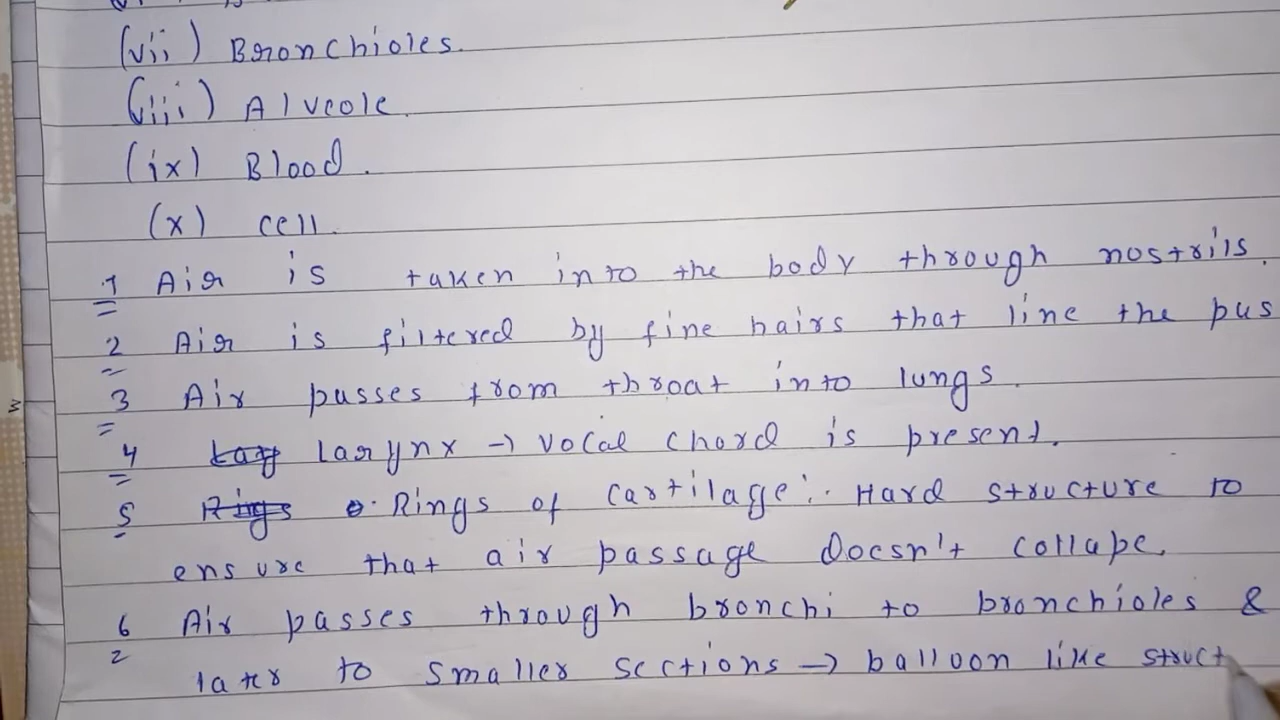 (vii) Bronchioles.
(viii) Alveole.
(ix) Blood.
(x) cell.
1 Air is taken into the body through nostrils.
2 Air is filtered by fine hairs that line the pus
3 Air passes from throat into lungs.
4 Lary larynx → vocal chord is present.
5 Rings Rings of cartilage: Hard structure to
ensure that air passage doesn't collape.
6 Air passes through bronchi to bronchioles &
later to smaller sections → balloon like struct